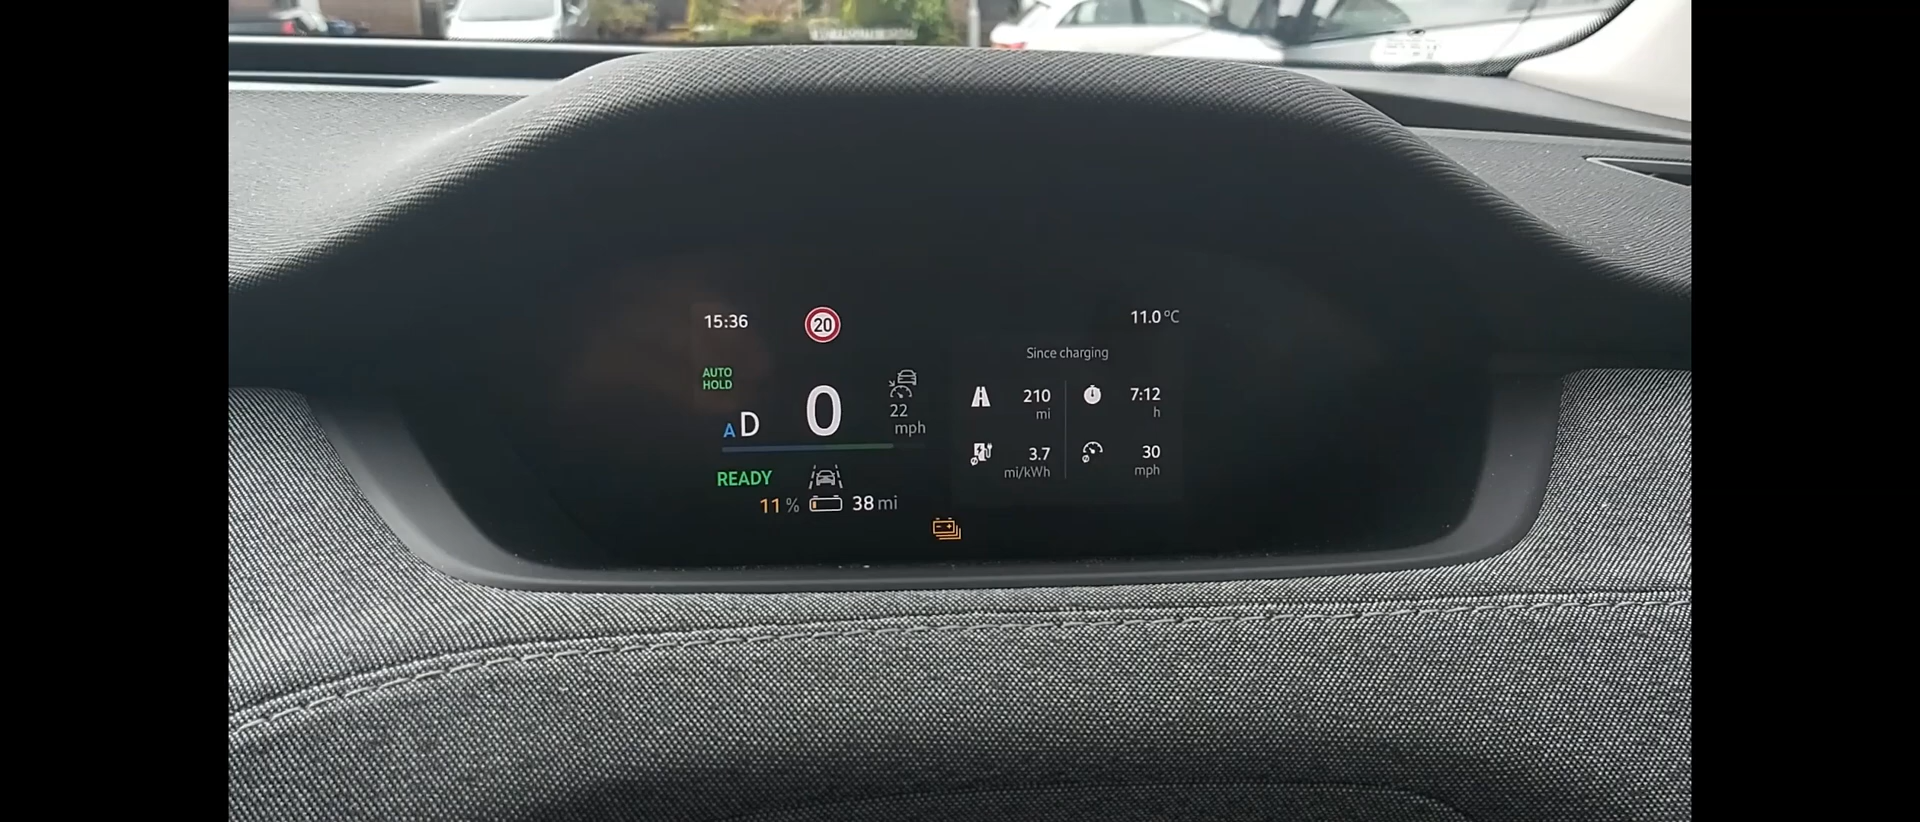 15:36
20
11.0 °C
Since charging
AUTO
HOLD
A D
0
22
mph
210
mi
7:12
h
3.7
mi/kWh
30
mph
READY
11 %
38 mi